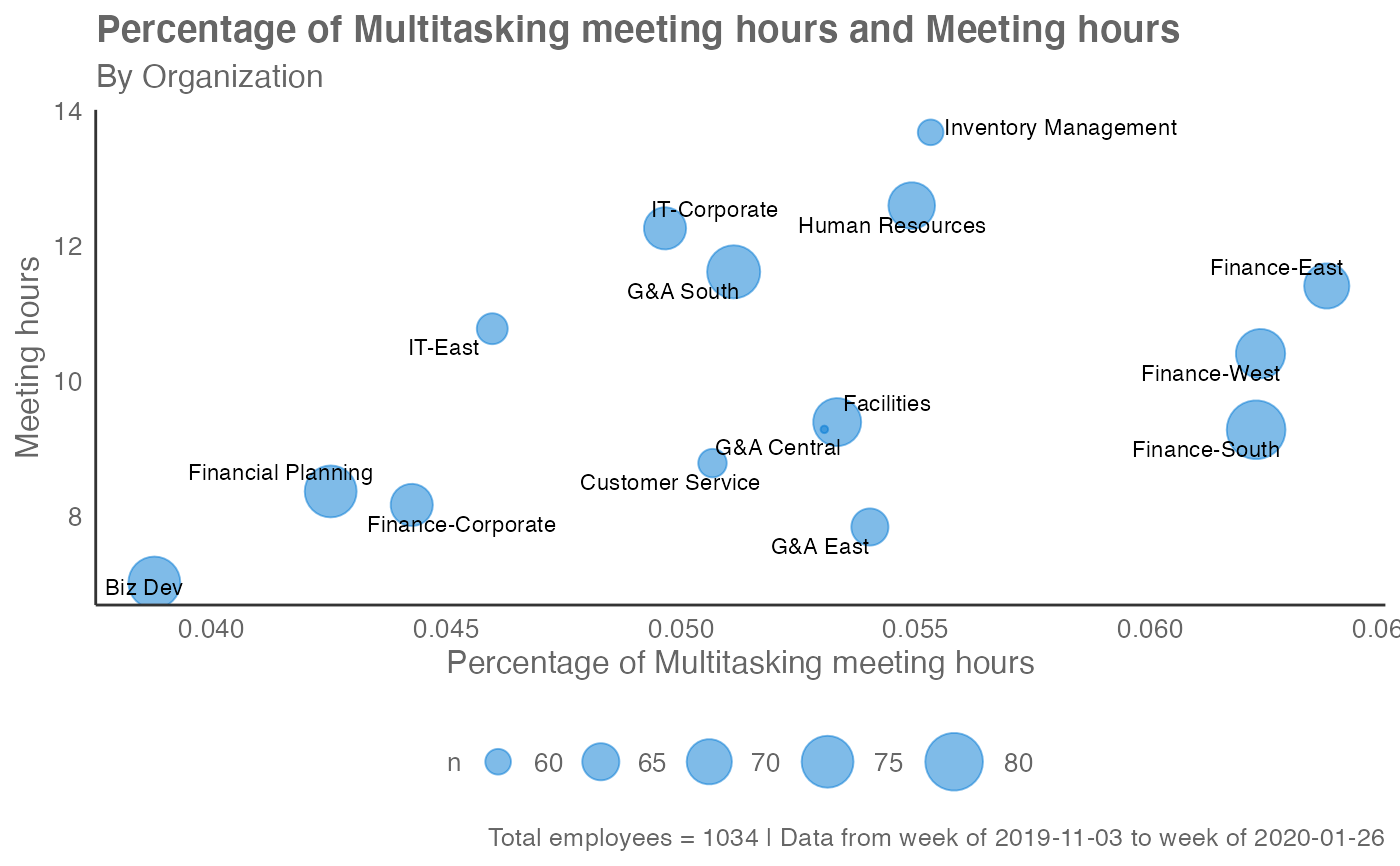 Percentage of Multitasking meeting hours and Meeting hours
By Organization
14
Inventory Management
IT-Corporate
Human Resources
12
Finance-East
G&A South
IT-East
Meeting hours
10
Finance-West
Facilities
G&A Central
Finance-South
Financial Planning
Customer Service
8
Finance-Corporate
G&A East
Biz Dev
0.040 0.045 0.050 0.055 0.060 0.06
Percentage of Multitasking meeting hours
n 60 65 70 75 80
Total employees = 1034 | Data from week of 2019-11-03 to week of 2020-01-26